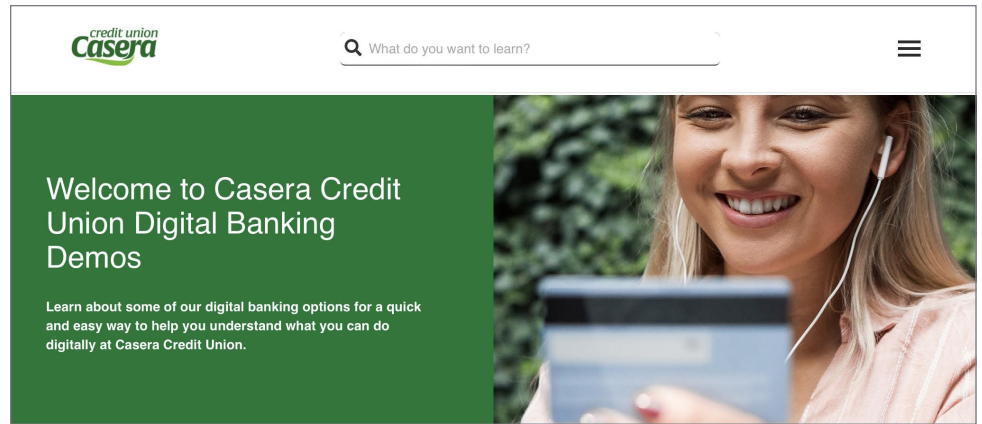 credit union
Casera
What do you want to learn?
Welcome to Casera Credit
Union Digital Banking
Demos
Learn about some of our digital banking options for a quick
and easy way to help you understand what you can do
digitally at Casera Credit Union.